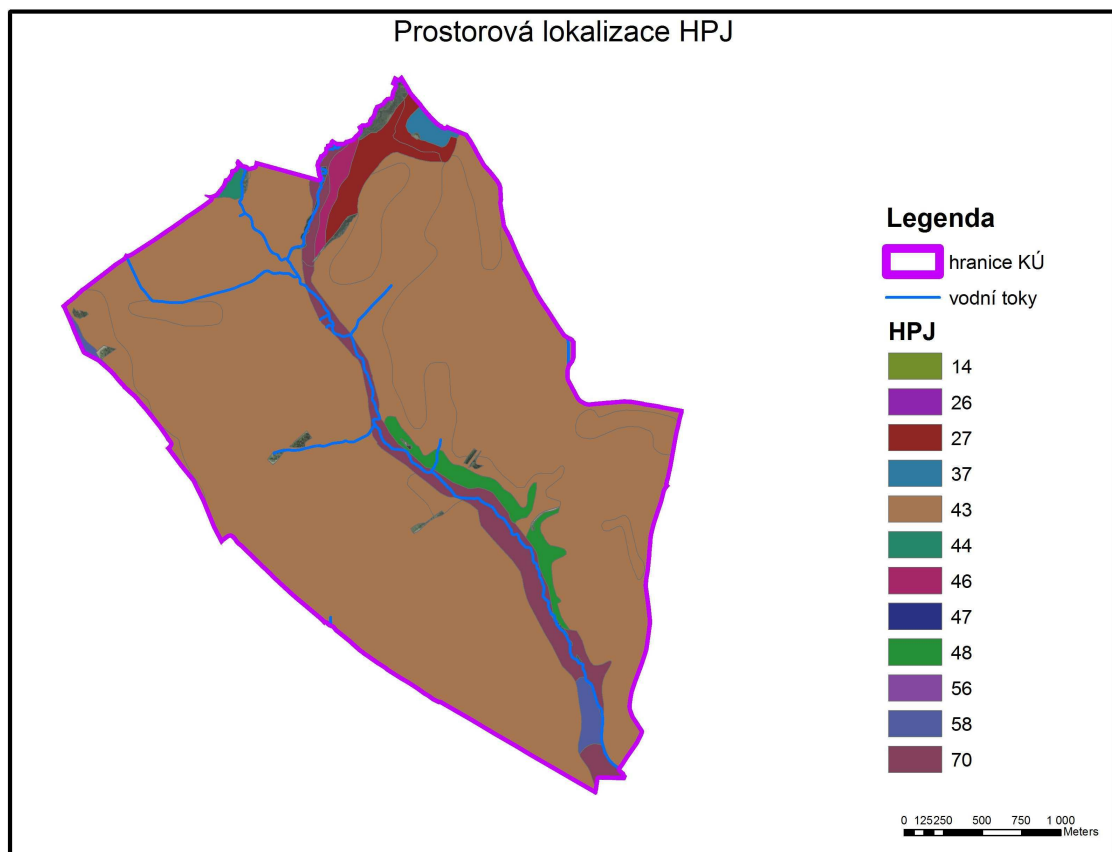 Prostorová lokalizace HPJ
Legenda
hranice KÚ
vodní toky
HPJ
14
26
27
37
43
44
46
47
48
56
58
70
0 125250 500 750 1 000
Meters